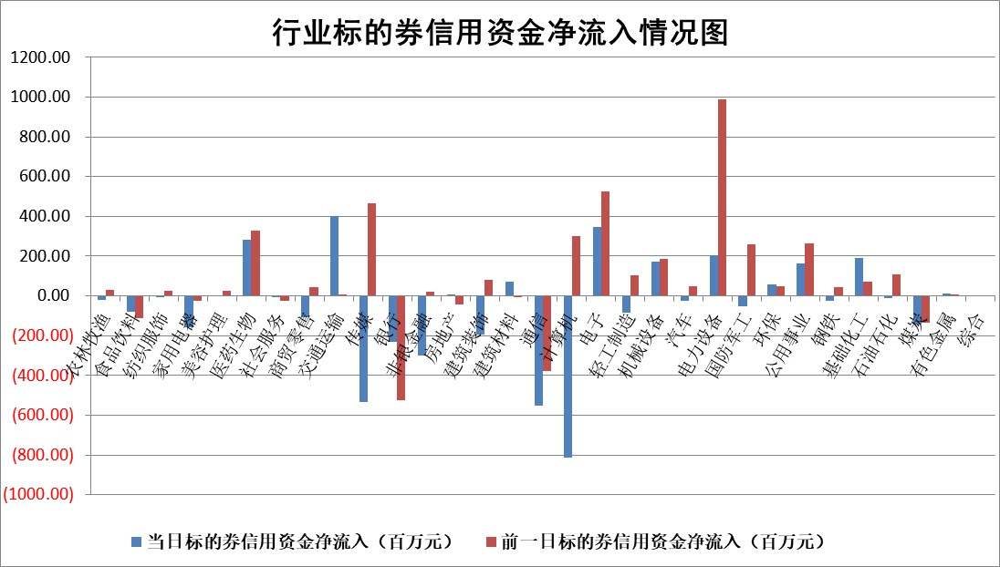 行业标的券信用资金净流入情况图
1200.00
1000.00
800.00
600.00
400.00
200.00
0.00
(200.00)
(400.00)
(600.00)
(800.00)
(1000.00)
农林牧渔
食品饮料
纺织服饰
家用电器
美容护理
医药生物
社会服务
商贸零售
交通运输
传媒
银行
非银金融
房地产
建筑装饰
建筑材料
通信
计算机
电子
轻工制造
机械设备
汽车
电力设备
国防军工
环保
公用事业
钢铁
基础化工
石油石化
煤炭
有色金属
综合
当日标的券信用资金净流入（百万元）
前一日标的券信用资金净流入（百万元）